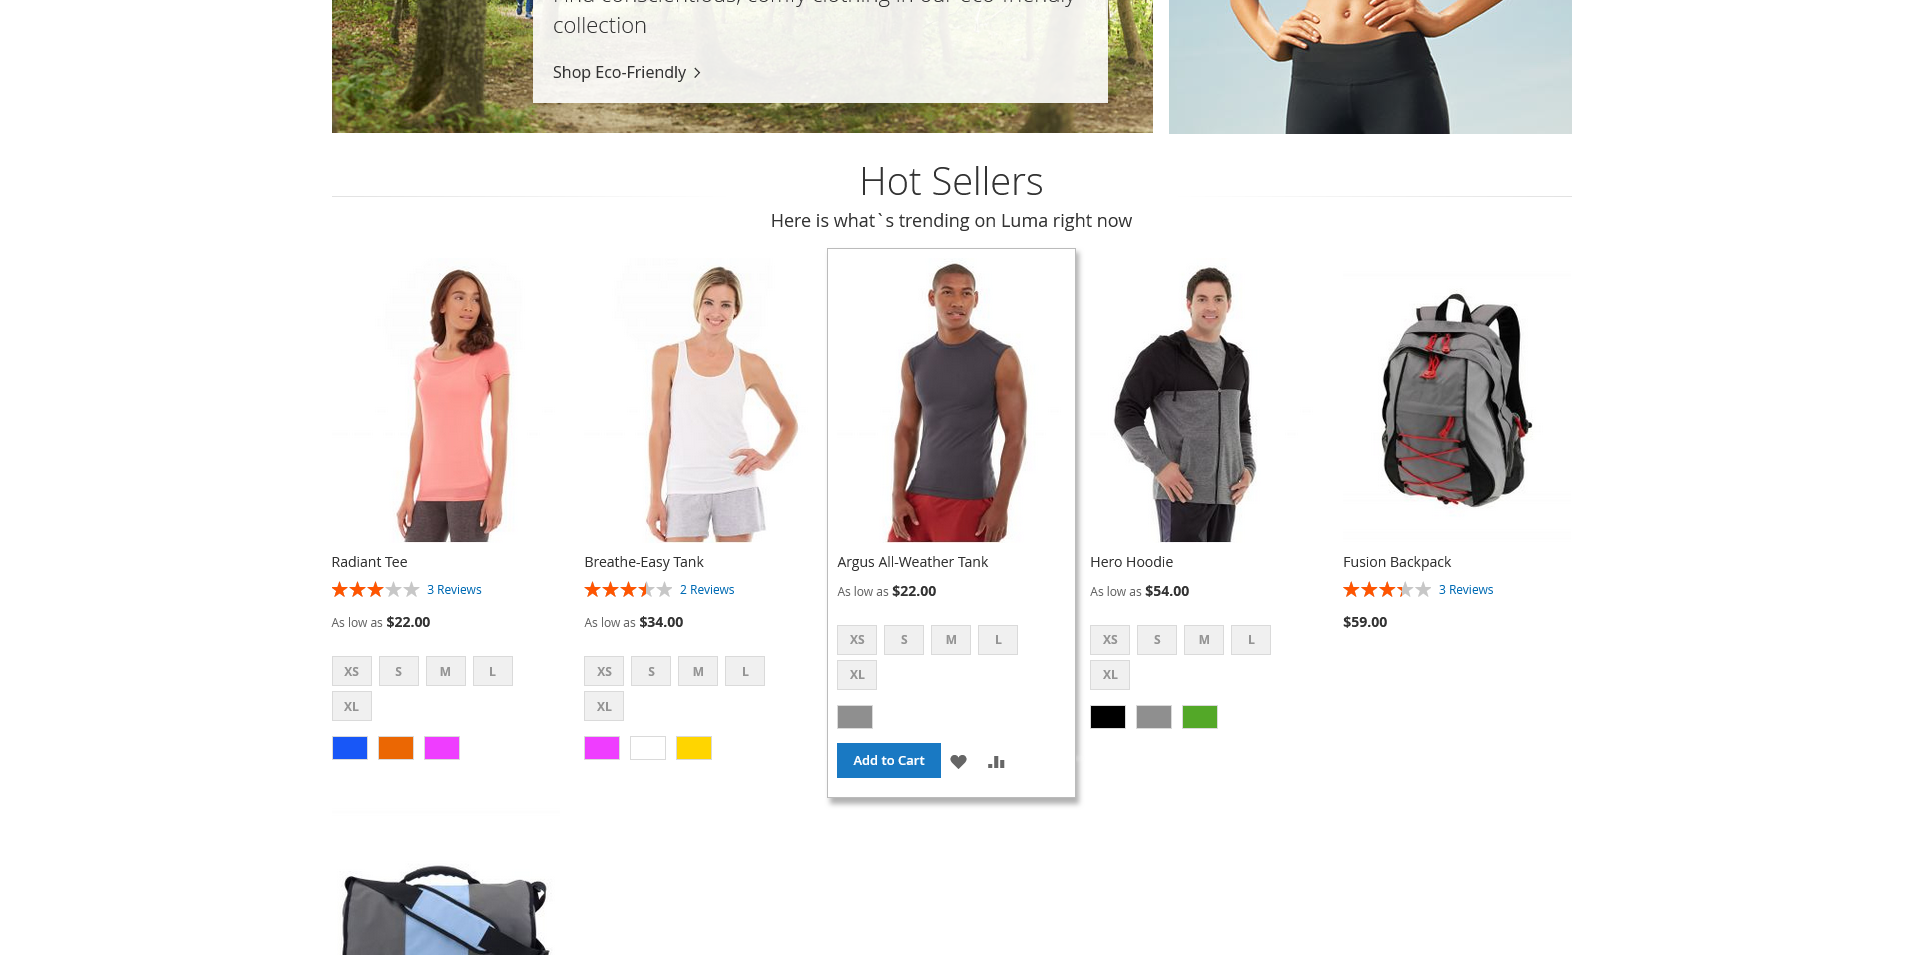 collection
Shop Eco-Friendly
Hot Sellers
Here is what`s trending on Luma right now
Radiant Tee
3 Reviews
As low as $22.00
XS S M L
XL
Breathe-Easy Tank
2 Reviews
As low as $34.00
XS S M L
XL
Argus All-Weather Tank
As low as $22.00
XS S M L
XL
Add to Cart
Hero Hoodie
As low as $54.00
XS S M L
XL
Fusion Backpack
3 Reviews
$59.00